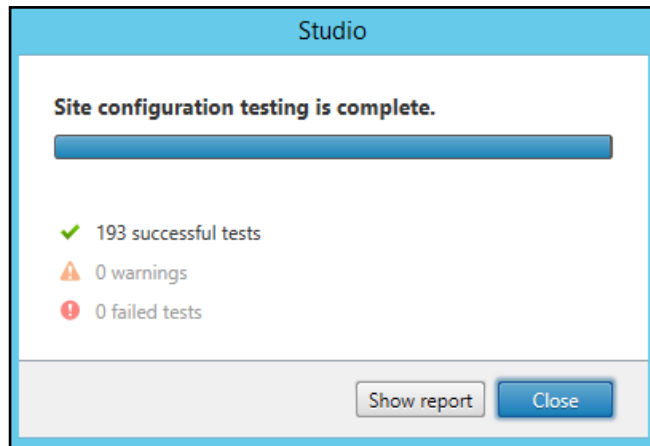 Studio
Site configuration testing is complete.
193 successful tests
0 warnings
0 failed tests
Show report
Close